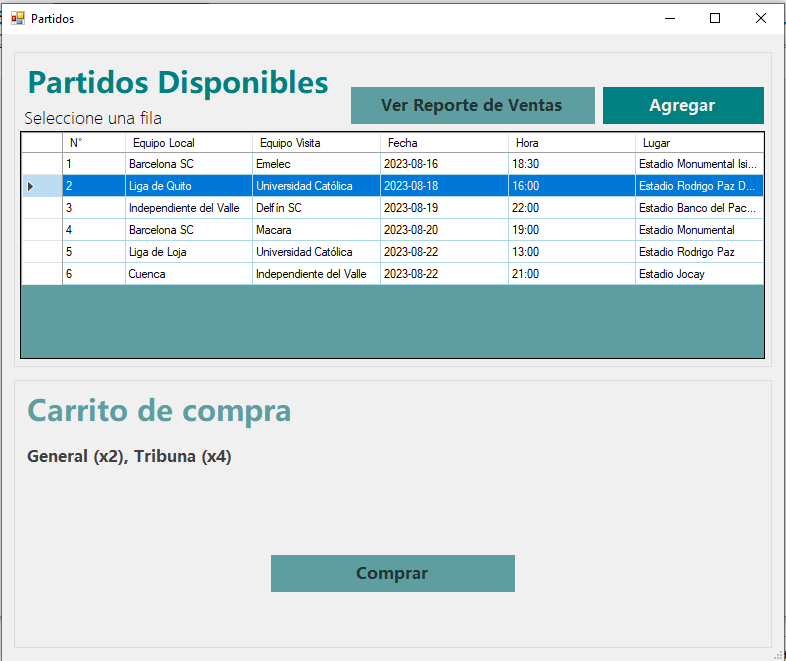 Partidos
Partidos Disponibles
Ver Reporte de Ventas
Agregar
Seleccione una fila
N° Equipo Local Equipo Visita Fecha Hora Lugar
1 Barcelona SC Emelec 2023-08-16 18:30 Estadio Monumental Isi...
2 Liga de Quito Universidad Católica 2023-08-18 16:00 Estadio Rodrigo Paz D...
3 Independiente del Valle Delfín SC 2023-08-19 22:00 Estadio Banco del Pac...
4 Barcelona SC Macara 2023-08-20 19:00 Estadio Monumental
5 Liga de Loja Universidad Católica 2023-08-22 13:00 Estadio Rodrigo Paz
6 Cuenca Independiente del Valle 2023-08-22 21:00 Estadio Jocay
Carrito de compra
General (x2), Tribuna (x4)
Comprar